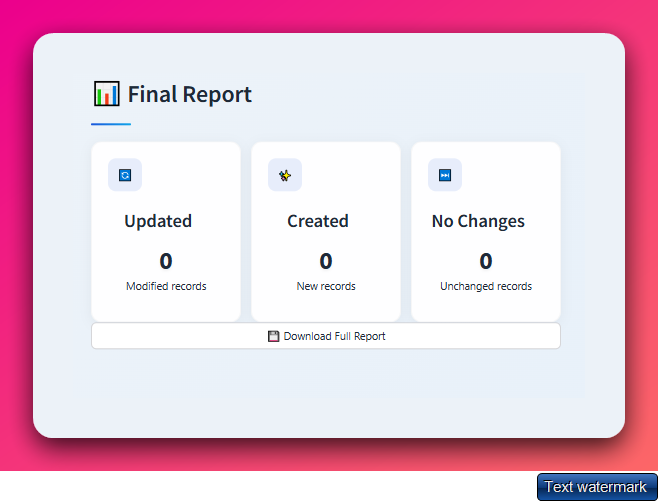 Final Report
Updated
Created
No Changes
0
0
0
Modified records
New records
Unchanged records
Download Full Report
Text watermark